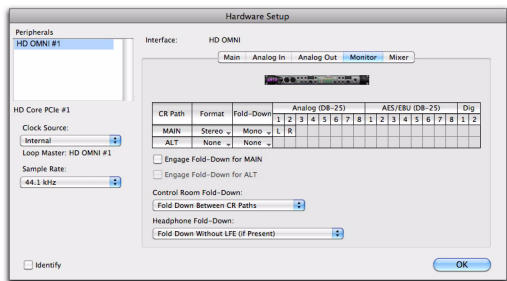 Hardware Setup
Peripherals
HD OMNI #1
Interface: HD OMNI
Main Analog In Analog Out Monitor Mixer
HD Core PCIe #1
Clock Source:
Internal
Loop Master: HD OMNI #1
Sample Rate:
44.1 kHz
CR Path Format Fold-Down Analog (DB-25) AES/EBU (DB-25) Dig
1 2 3 4 5 6 7 8 1 2 3 4 5 6 7 8 1 2
MAIN Stereo Mono L R
ALT None None
Engage Fold-Down for MAIN
Engage Fold-Down for ALT
Control Room Fold-Down:
Fold Down Between CR Paths
Headphone Fold-Down:
Fold Down Without LFE (if Present)
Identify
OK